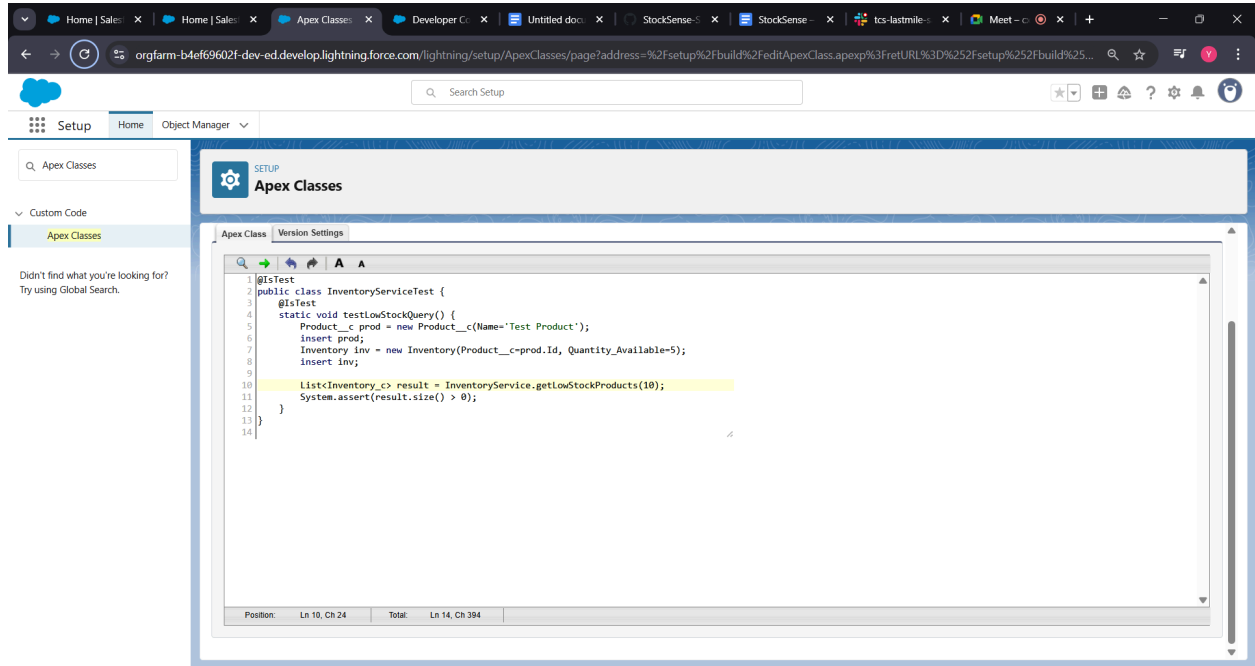 Home | Sales
Home | Sales
Apex Classes
Developer Co
Untitled docu
StockSense-S
StockSense –
tcs-lastmile-s
Meet – c
orgfarm-b4ef69602f-dev-ed.develop.lightning.force.com/lightning/setup/ApexClasses/page?address=%2Fsetup%2Fbuild%2FeditApexClass.apexp%3FretURL%3D%252Fsetup%252Fbuild%25...
Y
Search Setup
Setup
Home
Object Manager
Apex Classes
Custom Code
Apex Classes
Didn't find what you're looking for?
Try using Global Search.
SETUP
Apex Classes
Apex Class
Version Settings
A A
1 @IsTest
2 public class InventoryServiceTest {
3 @IsTest
4 static void testLowStockQuery() {
5 Product__c prod = new Product__c(Name='Test Product');
6 insert prod;
7 Inventory inv = new Inventory(Product__c=prod.Id, Quantity_Available=5);
8 insert inv;
9
10 List<Inventory_c> result = InventoryService.getLowStockProducts(10);
11 System.assert(result.size() > 0);
12 }
13 }
14
Position: Ln 10, Ch 24 Total: Ln 14, Ch 394